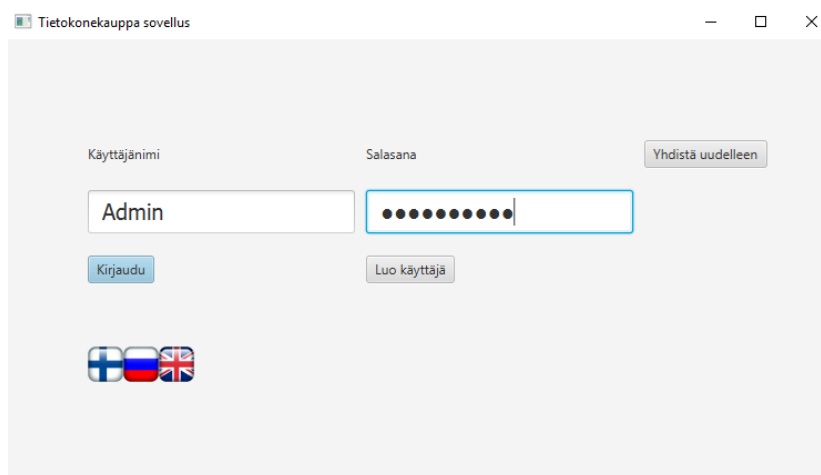 Tietokonekauppa sovellus
Käyttäjänimi
Salasana
Yhdistä uudelleen
Admin
●●●●●●●●●●
Kirjaudu
Luo käyttäjä